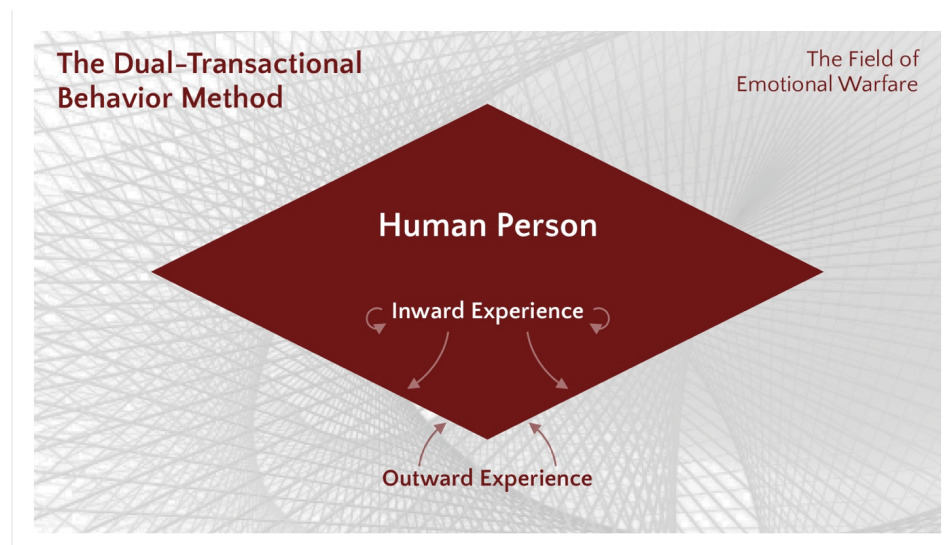 The Dual-Transactional
Behavior Method
The Field of
Emotional Warfare
Human Person
Inward Experience
Outward Experience